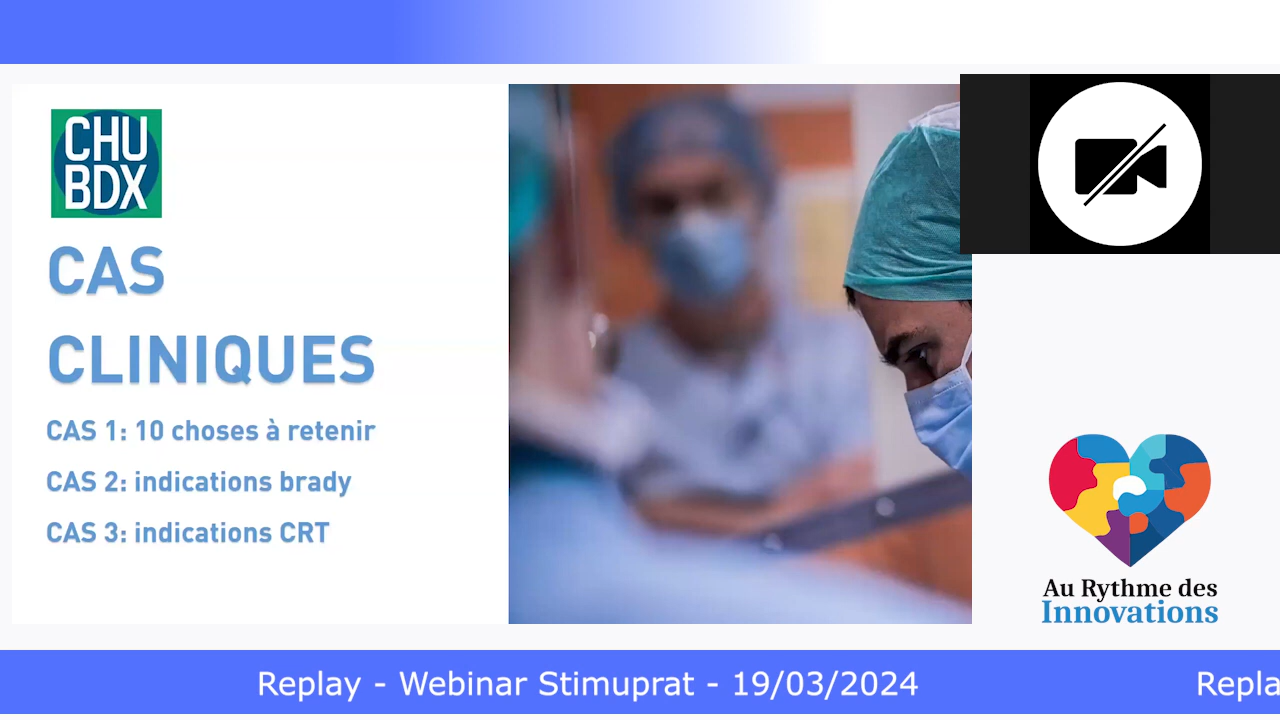 CHU
BDX
CAS
CLINIQUES
CAS 1: 10 choses à retenir
CAS 2: indications brady
CAS 3: indications CRT
Au Rythme des
Innovations
Replay - Webinar Stimuprat - 19/03/2024
Repla